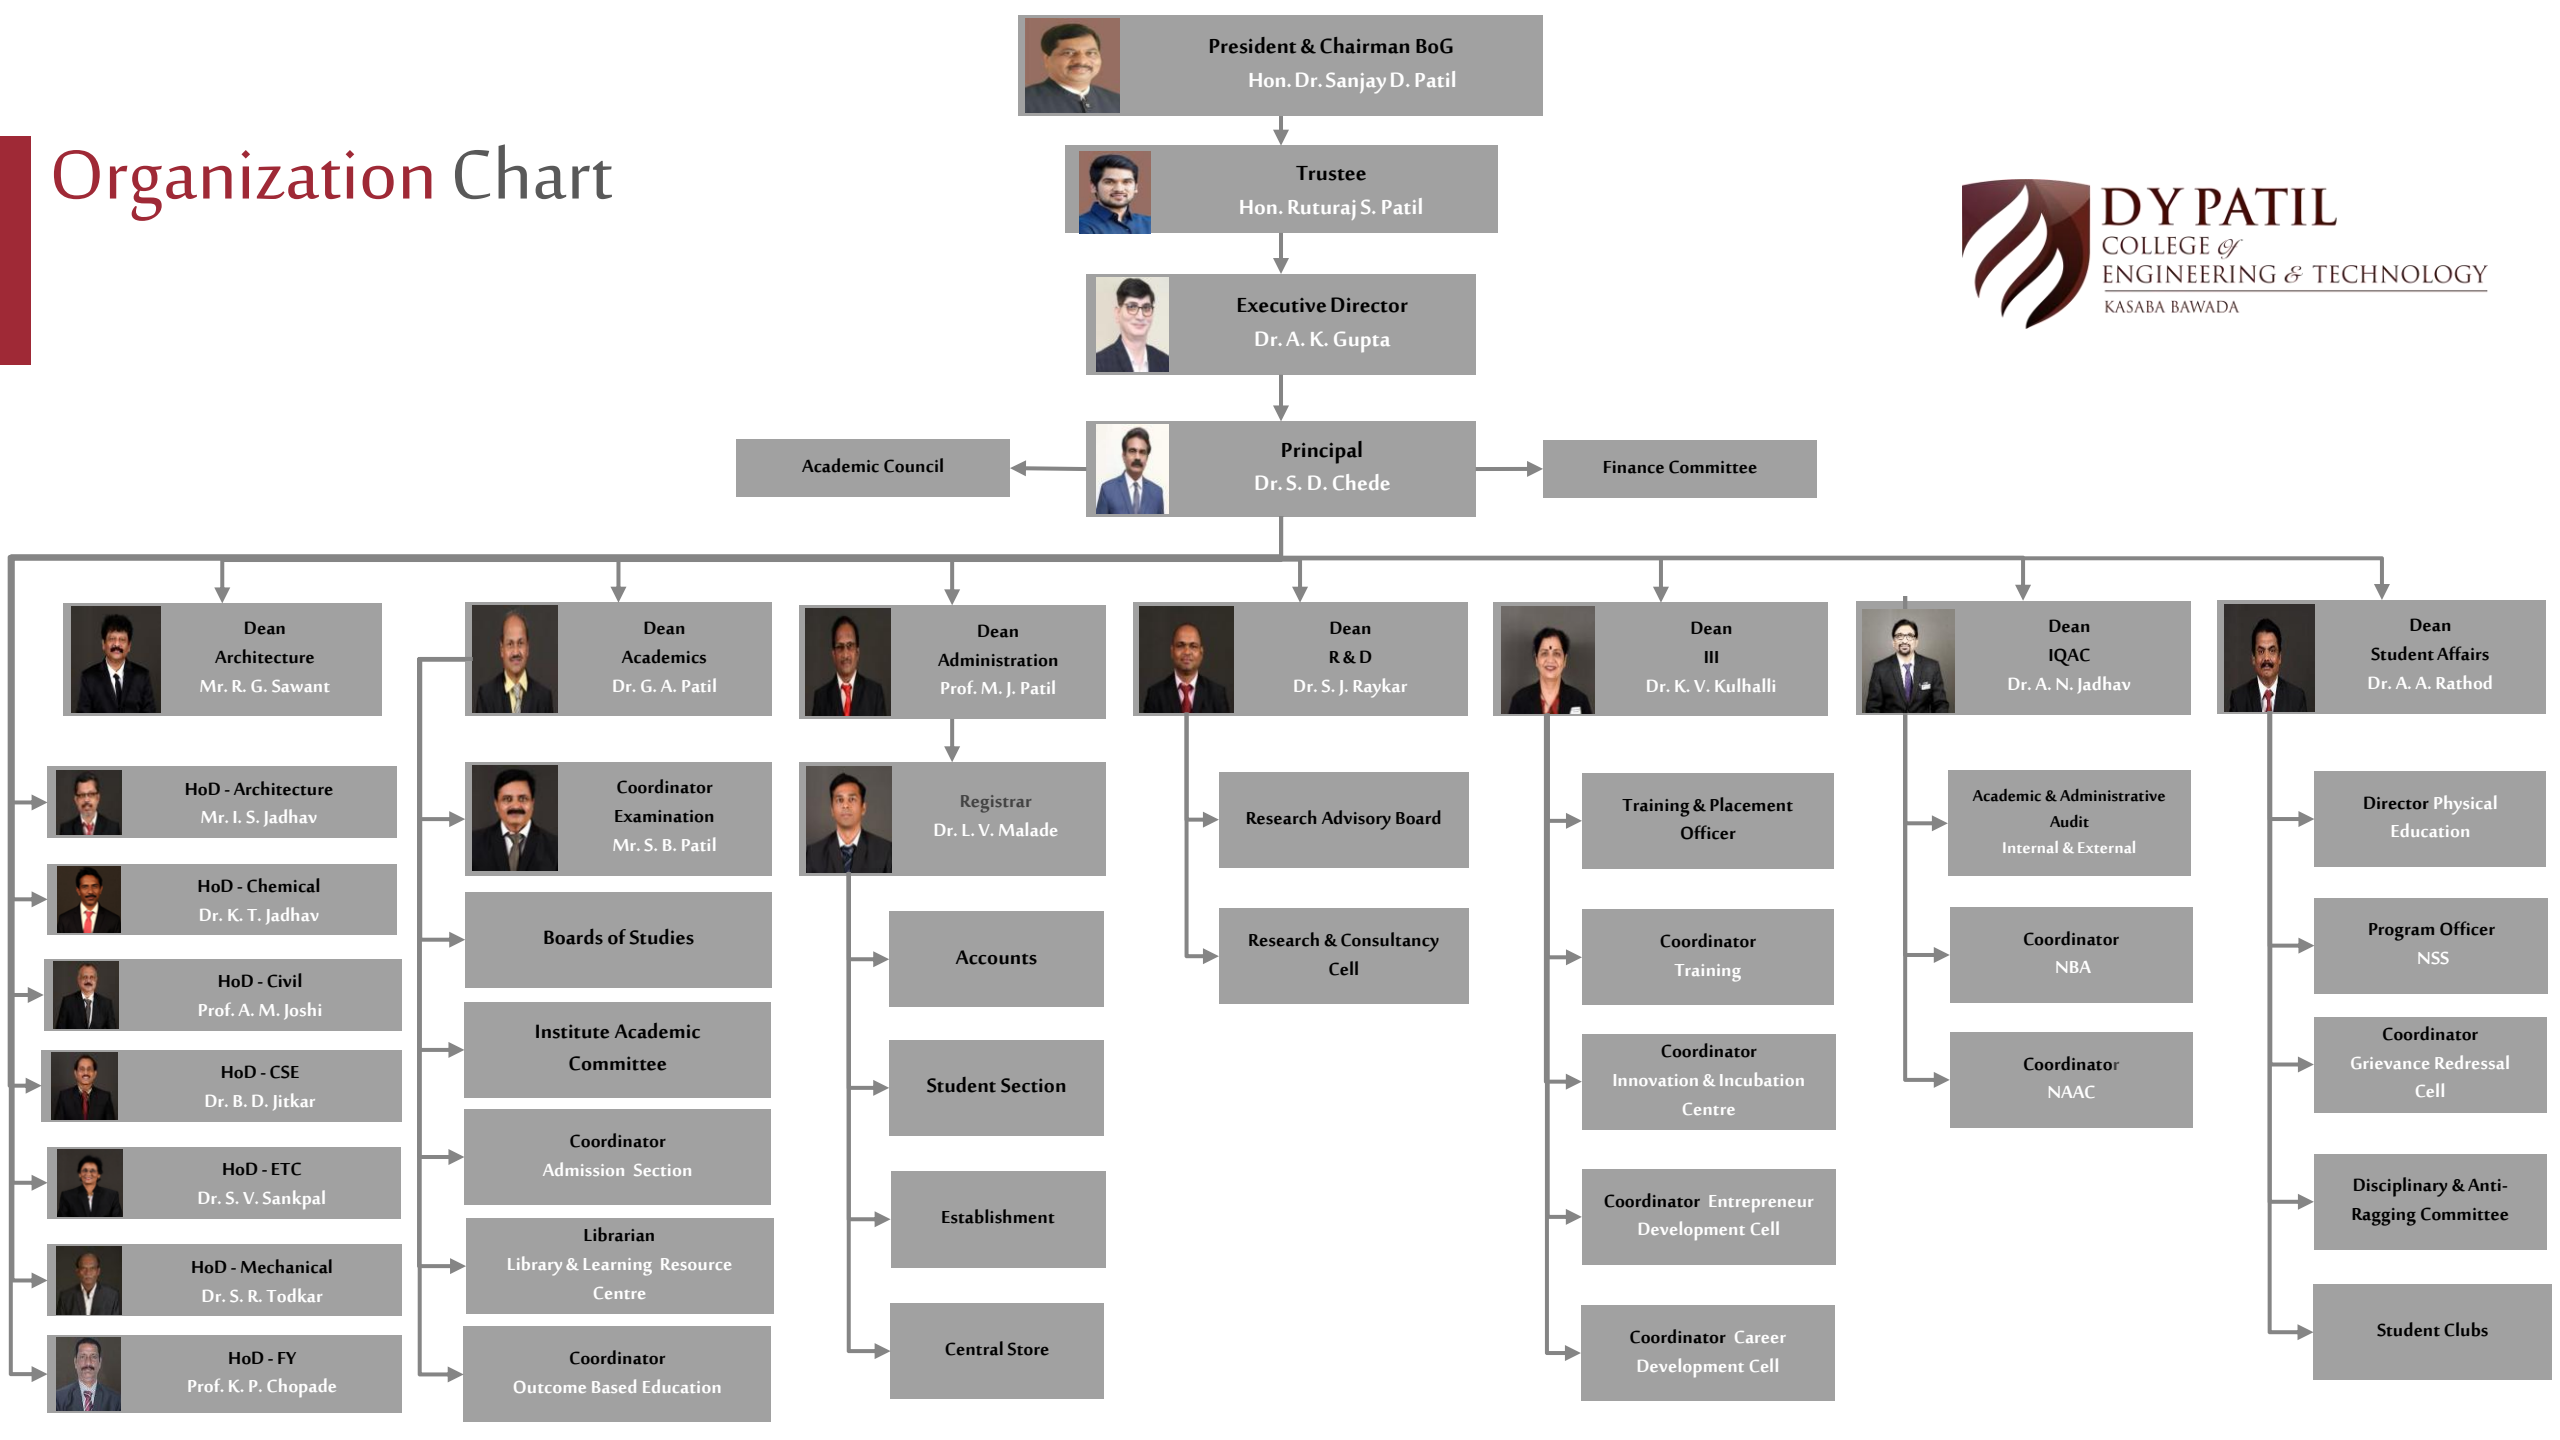 President & Chairman BoG
Hon. Dr. Sanjay D. Patil
Organization Chart
Trustee
Hon. Ruturaj S. Patil
DY PATIL
COLLEGE of
ENGINEERING & TECHNOLOGY
KASABA BAWADA
Executive Director
Dr. A. K. Gupta
Academic Council
Principal
Dr. S. D. Chede
Finance Committee
Dean
Architecture
Mr. R. G. Sawant
Dean
Academics
Dr. G. A. Patil
Dean
Administration
Prof. M. J. Patil
Dean
R & D
Dr. S. J. Raykar
Dean
III
Dr. K. V. Kulhalli
Dean
IQAC
Dr. A. N. Jadhav
Dean
Student Affairs
Dr. A. A. Rathod
HoD - Architecture
Mr. I. S. Jadhav
HoD - Chemical
Dr. K. T. Jadhav
HoD - Civil
Prof. A. M. Joshi
HoD - CSE
Dr. B. D. Jitkar
HoD - ETC
Dr. S. V. Sankpal
HoD - Mechanical
Dr. S. R. Todkar
HoD - FY
Prof. K. P. Chopade
Coordinator
Examination
Mr. S. B. Patil
Boards of Studies
Institute Academic
Committee
Coordinator
Admission Section
Librarian
Library & Learning Resource
Centre
Coordinator
Outcome Based Education
Registrar
Dr. L. V. Malade
Accounts
Student Section
Establishment
Central Store
Research Advisory Board
Research & Consultancy
Cell
Training & Placement
Officer
Coordinator
Training
Coordinator
Innovation & Incubation
Centre
Coordinator Entrepreneur
Development Cell
Coordinator Career
Development Cell
Academic & Administrative
Audit
Internal & External
Coordinator
NBA
Coordinator
NAAC
Director Physical
Education
Program Officer
NSS
Coordinator
Grievance Redressal
Cell
Disciplinary & Anti-
Ragging Committee
Student Clubs